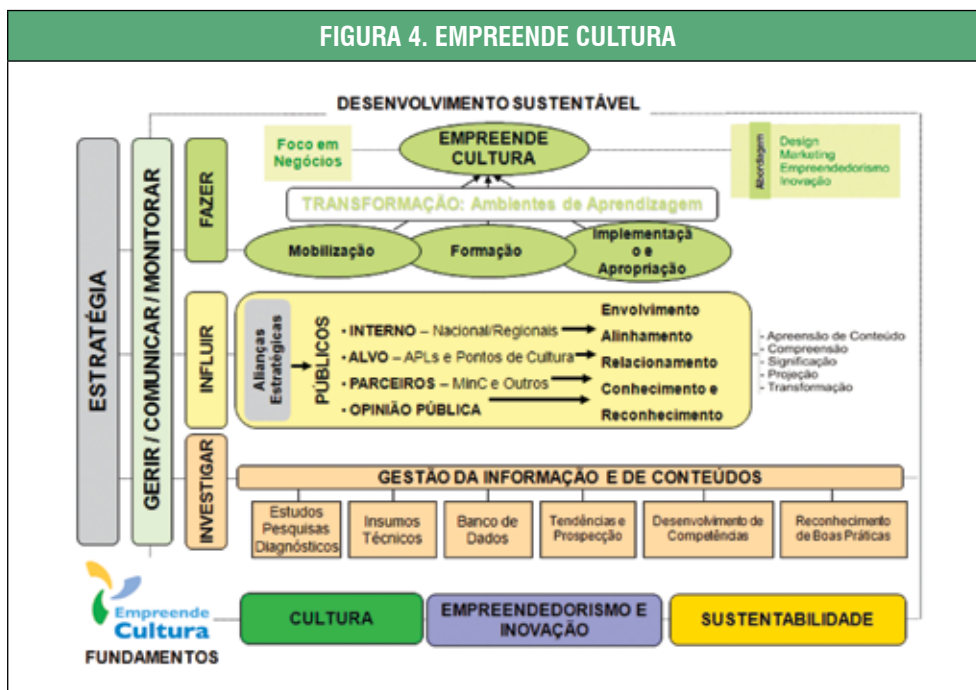 FIGURA 4. EMPREENDE CULTURA
DESENVOLVIMENTO SUSTENTÁVEL
ESTRATÉGIA
GERIR / COMUNICAR / MONITORAR
FAZER
Foco em
Negócios
EMPREENDE
CULTURA
Abordagem
Design
Marketing
Empreendedorismo
Inovação
TRANSFORMAÇÃO: Ambientes de Aprendizagem
Mobilização
Formação
Implementaçã
o e
Apropriação
INFLUIR
Alianças
Estratégicas
PÚBLICOS
• INTERNO – Nacional/Regionais
• ALVO – APLs e Pontos de Cultura
• PARCEIROS – MinC e Outros
• OPINIÃO PÚBLICA
Envolvimento
Alinhamento
Relacionamento
Conhecimento e
Reconhecimento
- Apreensão de Conteúdo
- Compreensão
- Significação
- Projeção
- Transformação
INVESTIGAR
GESTÃO DA INFORMAÇÃO E DE CONTEÚDOS
Estudos
Pesquisas
Diagnósticos
Insumos
Técnicos
Banco de
Dados
Tendências e
Prospecção
Desenvolvimento de
Competências
Reconhecimento
de Boas Práticas
Empreende
Cultura
FUNDAMENTOS
CULTURA
EMPREENDEDORISMO E
INOVAÇÃO
SUSTENTABILIDADE